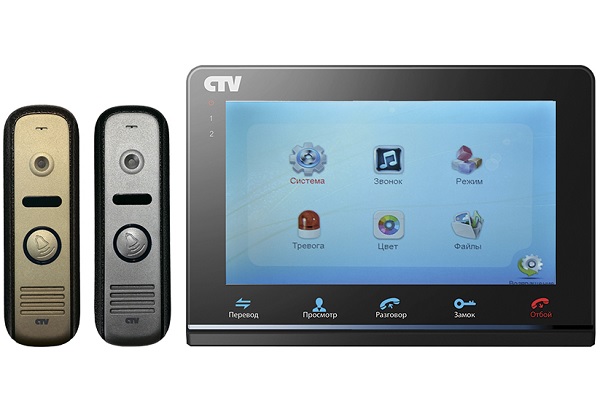 CTV
1
2
Система Звонок Режим
Тревога Цвет Файлы
Перевод Просмотр Разговор Замок Отбой
CTV CTV